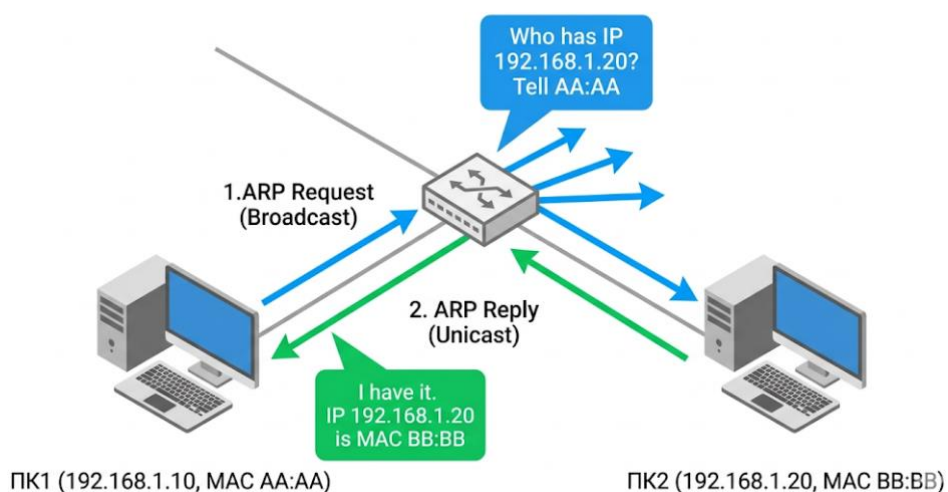 Who has IP
192.168.1.20?
Tell AA:AA
1.ARP Request
(Broadcast)
2. ARP Reply
(Unicast)
I have it.
IP 192.168.1.20
is MAC BB:BB
ПК1 (192.168.1.10, MAC AA:AA)
ПК2 (192.168.1.20, MAC BB:BB)